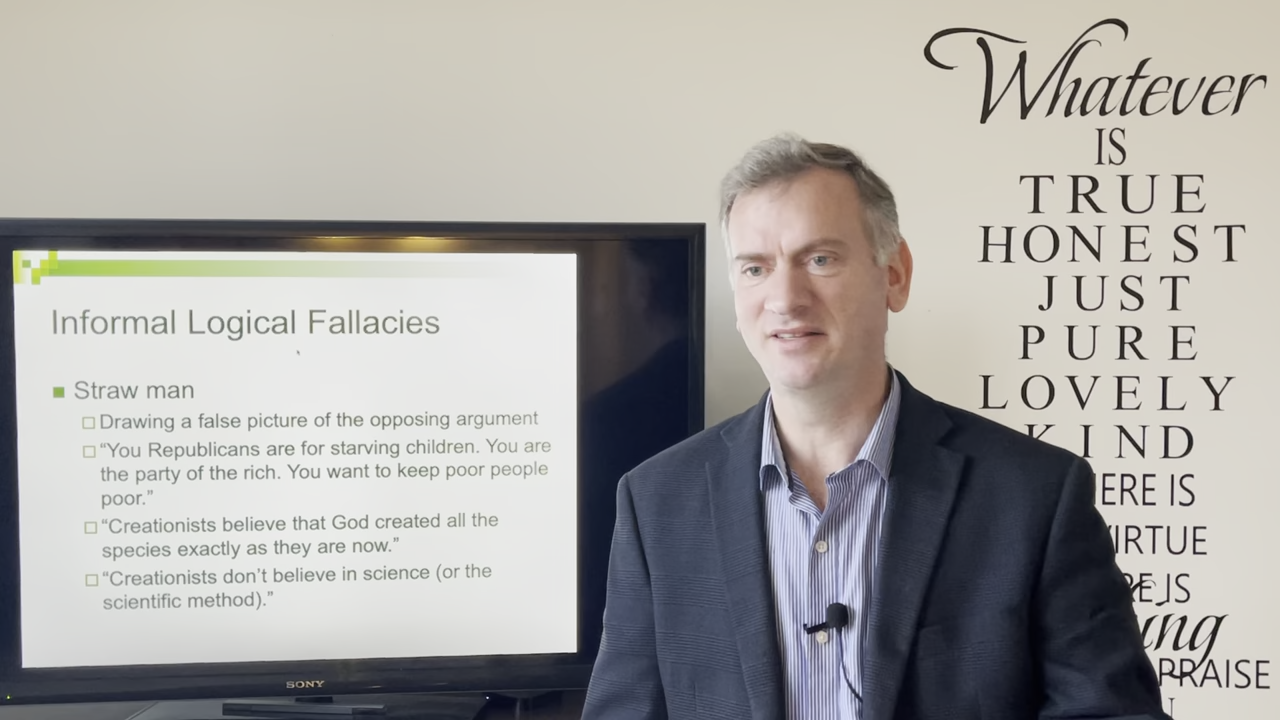 Informal Logical Fallacies
Straw man
Drawing a false picture of the opposing argument
“You Republicans are for starving children. You are
the party of the rich. You want to keep poor people
poor.”
“Creationists believe that God created all the
species exactly as they are now.”
“Creationists don’t believe in science (or the
scientific method).”
SONY
Whatever
IS
TRUE
HONEST
JUST
PURE
LOVELY
KIND
IS
IS
PRAISE